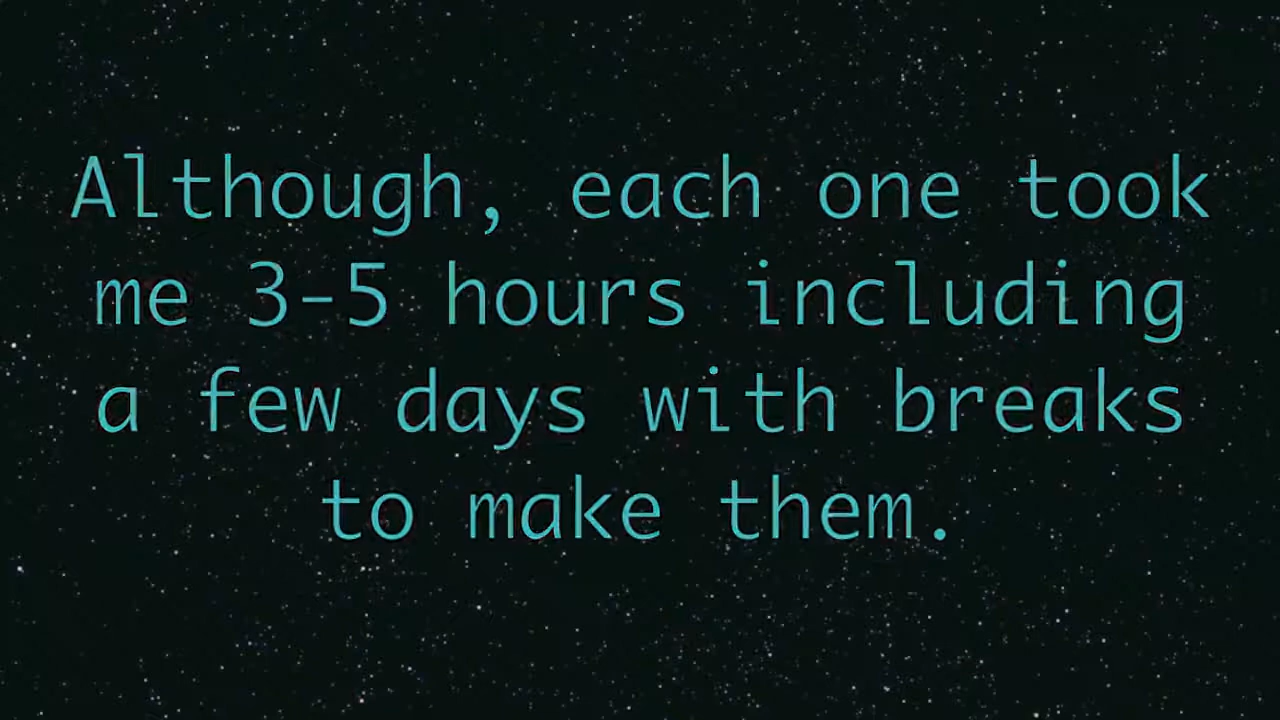 Although, each one took
me 3-5 hours including
a few days with breaks
to make them.